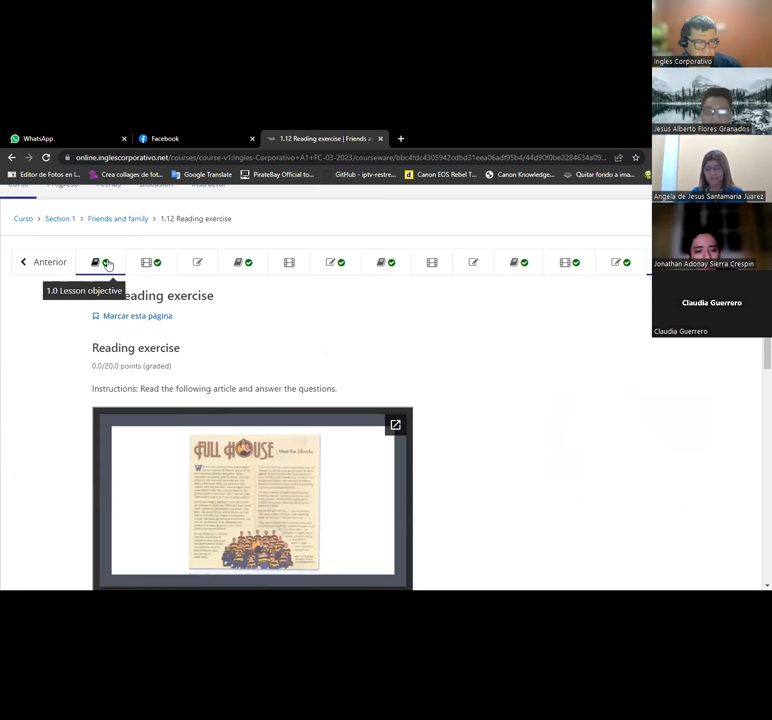 WhatsApp
Facebook
1.12 Reading exercise | Friends a
online.inglescorporativo.net/courses/course-v1:Ingles-Corporativo+A1+FC-03-2023/courseware/bbc4fdc4305942cdbd31eea06adf95b4/44d90f0be2284634a09...
Editor de Fotos en l...
Crea collages de fot...
Google Translate
PirateBay Official to...
GitHub - iptv-restre...
Canon EOS Rebel T...
Canon Knowledge...
Quitar fondo a ima...
Curso
Progreso
Fechas
Discusión
Instructor
Curso > Section 1 > Friends and family > 1.12 Reading exercise
Anterior
1.0 Lesson objective
eading exercise
Marcar esta página
Reading exercise
0.0/20.0 points (graded)
Instructions: Read the following article and answer the questions.
FULL HOUSE
Ingles Corporativo
Jesus Alberto Flores Granados
Angela de Jesus Santamaria Juarez
Jonathan Adonay Sierra Crespin
Claudia Guerrero
Claudia Guerrero